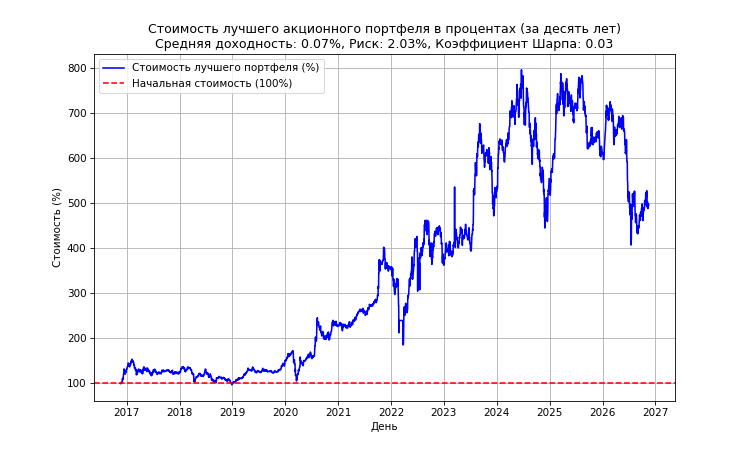 Стоимость лучшего акционного портфеля в процентах (за десять лет)
Средняя доходность: 0.07%, Риск: 2.03%, Коэффициент Шарпа: 0.03
Стоимость лучшего портфеля (%)
Начальная стоимость (100%)
Стоимость (%)
800
700
600
500
400
300
200
100
2017 2018 2019 2020 2021 2022 2023 2024 2025 2026 2027
День